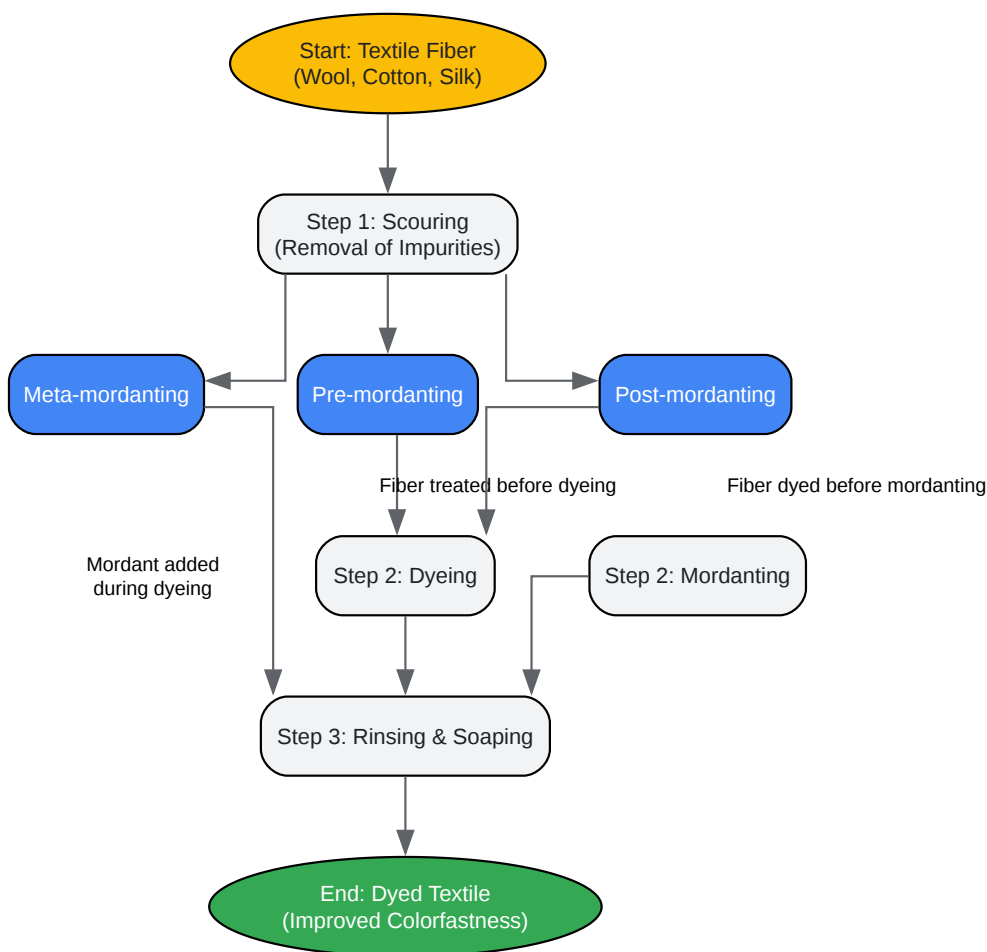 Start: Textile Fiber
(Wool, Cotton, Silk)
Step 1: Scouring
(Removal of Impurities)
Meta-mordanting
Pre-mordanting
Post-mordanting
Fiber treated before dyeing
Fiber dyed before mordanting
Mordant added
during dyeing
Step 2: Dyeing
Step 2: Mordanting
Step 3: Rinsing & Soaping
End: Dyed Textile
(Improved Colorfastness)